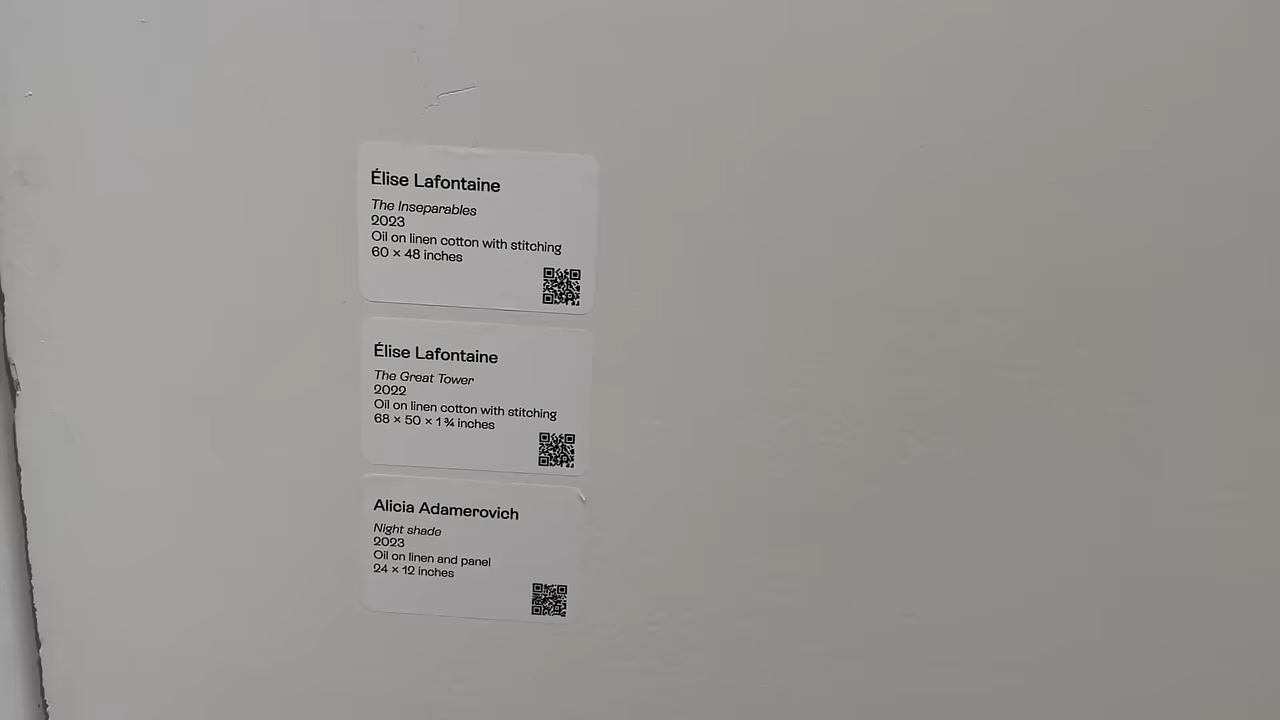 Élise Lafontaine
The Inseparables
2023
Oil on linen cotton with stitching
60 × 48 inches
Élise Lafontaine
The Great Tower
2022
Oil on linen cotton with stitching
68 × 50 × 1 ¾ inches
Alicia Adamerovich
Night shade
2023
Oil on linen and panel
24 × 12 inches